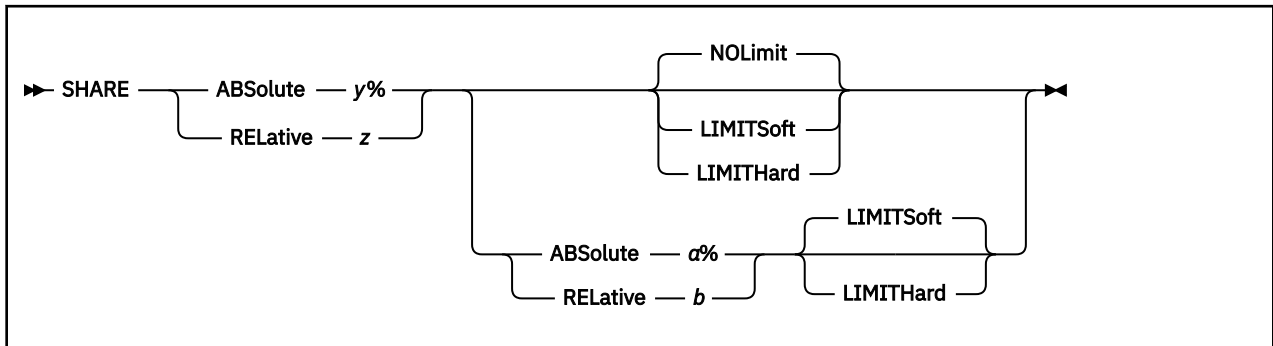 NOLimit
SHARE ABSolute y%
RELative z
LIMITSoft
LIMITHard
LIMITSoft
ABSolute a%
RELative b
LIMITHard